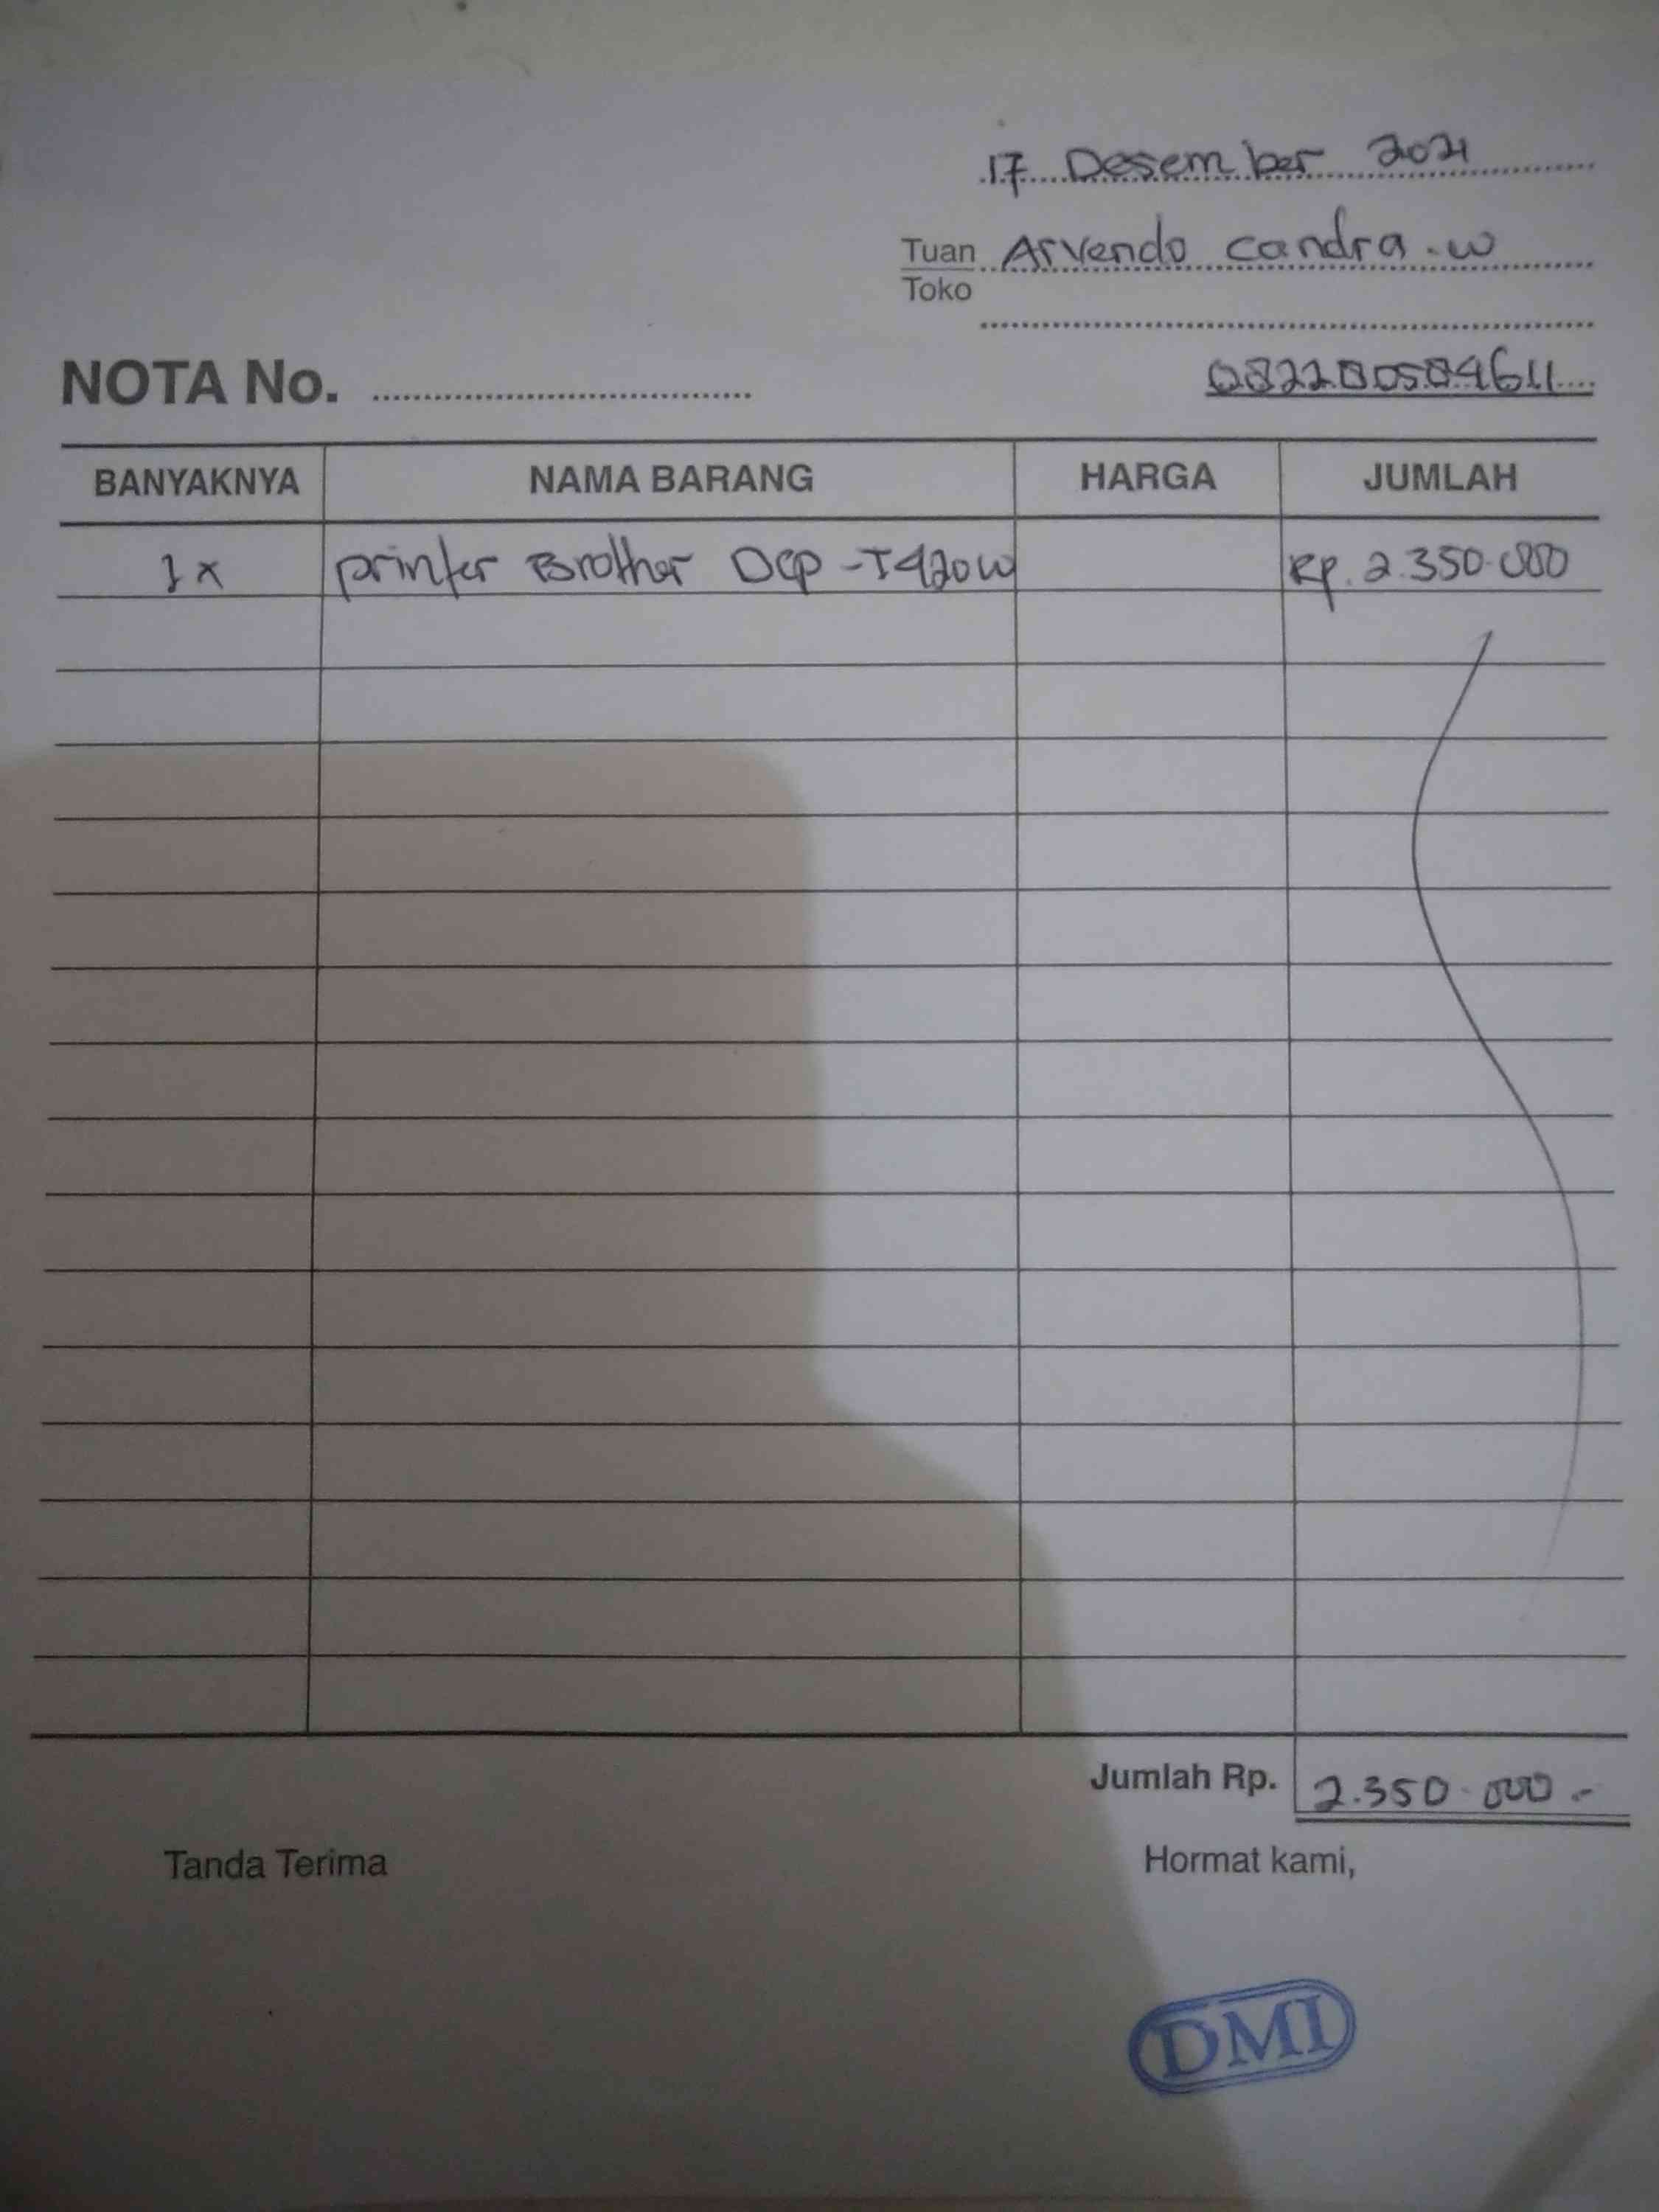 17 Desember 2021
Tuan Arvendo candra . w
Toko
NOTA No.
BANYAKNYA NAMA BARANG HARGA JUMLAH
1x printer Brother DCP -T420W Rp. 2.350.000
Jumlah Rp. 2.350.000.-
Tanda Terima Hormat kami,
DMI